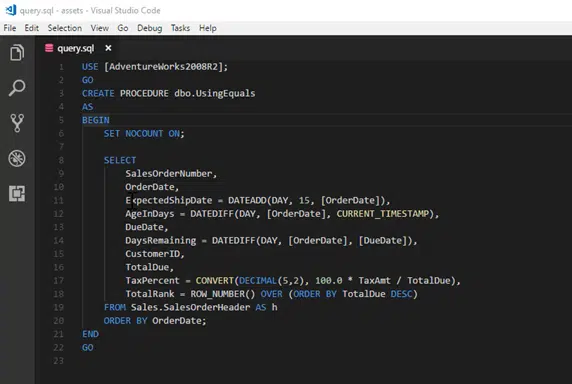 query.sql - assets - Visual Studio Code
File Edit Selection View Go Debug Tasks Help
query.sql ×
1 USE [AdventureWorks2008R2];
2 GO
3 CREATE PROCEDURE dbo.UsingEquals
4 AS
5 BEGIN
6 SET NOCOUNT ON;
7
8 SELECT
9 SalesOrderNumber,
10 OrderDate,
11 ExpectedShipDate = DATEADD(DAY, 15, [OrderDate]),
12 AgeInDays = DATEDIFF(DAY, [OrderDate], CURRENT_TIMESTAMP),
13 DueDate,
14 DaysRemaining = DATEDIFF(DAY, [OrderDate], [DueDate]),
15 CustomerID,
16 TotalDue,
17 TaxPercent = CONVERT(DECIMAL(5,2), 100.0 * TaxAmt / TotalDue),
18 TotalRank = ROW_NUMBER() OVER (ORDER BY TotalDue DESC)
19 FROM Sales.SalesOrderHeader AS h
20 ORDER BY OrderDate;
21 END
22 GO
23